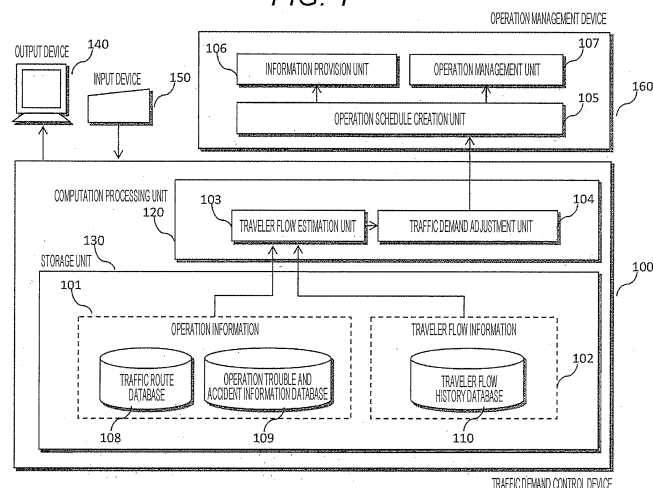 FIG. 1
OPERATION MANAGEMENT DEVICE
OUTPUT DEVICE
140
INPUT DEVICE
150
106
INFORMATION PROVISION UNIT
OPERATION MANAGEMENT UNIT
107
OPERATION SCHEDULE CREATION UNIT
105
160
COMPUTATION PROCESSING UNIT
120
103
TRAVELER FLOW ESTIMATION UNIT
TRAFFIC DEMAND ADJUSTMENT UNIT
104
STORAGE UNIT
130
100
101
OPERATION INFORMATION
TRAFFIC ROUTE
DATABASE
108
OPERATION TROUBLE AND
ACCIDENT INFORMATION DATABASE
109
TRAVELER FLOW INFORMATION
102
TRAVELER FLOW
HISTORY DATABASE
110
TRAFFIC DEMAND CONTROL DEVICE